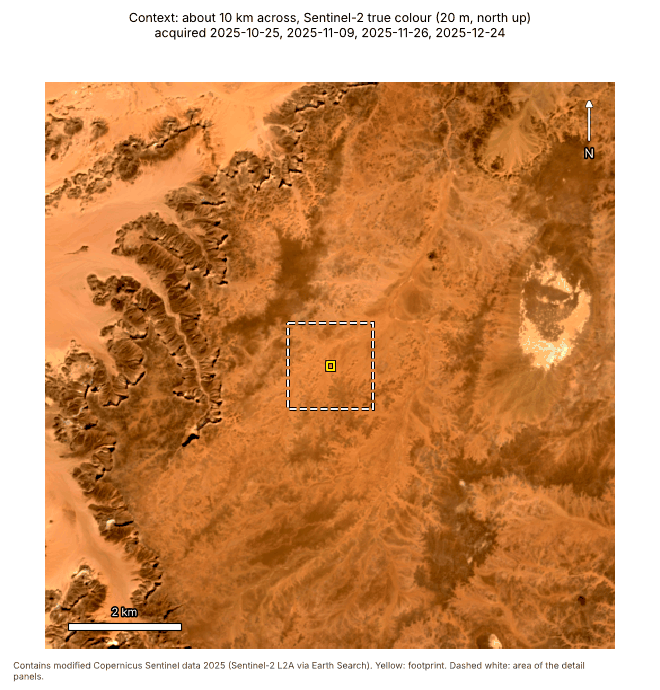 Context: about 10 km across, Sentinel-2 true colour (20 m, north up)
acquired 2025-10-25, 2025-11-09, 2025-11-26, 2025-12-24
N
2 km
Contains modified Copernicus Sentinel data 2025 (Sentinel-2 L2A via Earth Search). Yellow: footprint. Dashed white: area of the detail
panels.